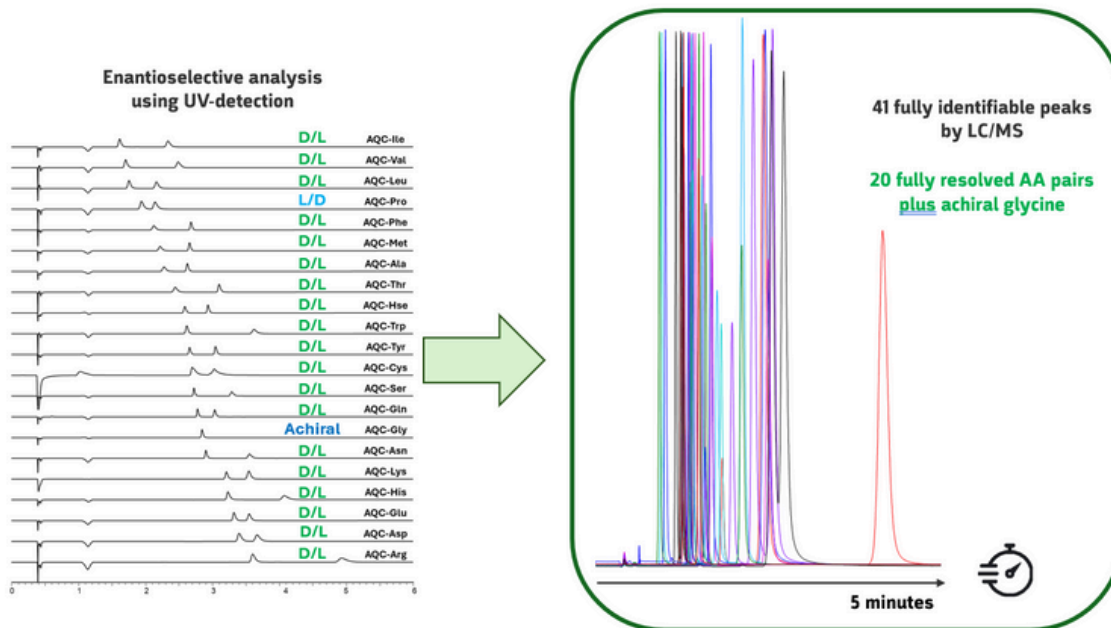 Enantioselective analysis
using UV-detection
D/L AQC-Ile
D/L AQC-Val
D/L AQC-Leu
L/D AQC-Pro
D/L AQC-Phe
D/L AQC-Met
D/L AQC-Ala
D/L AQC-Thr
D/L AQC-Hse
D/L AQC-Trp
D/L AQC-Tyr
D/L AQC-Cys
D/L AQC-Ser
D/L AQC-Gln
Achiral AQC-Gly
D/L AQC-Asn
D/L AQC-Lys
D/L AQC-His
D/L AQC-Glu
D/L AQC-Asp
D/L AQC-Arg
0 1 2 3 4 5 6
41 fully identifiable peaks
by LC/MS
20 fully resolved AA pairs
plus achiral glycine
5 minutes